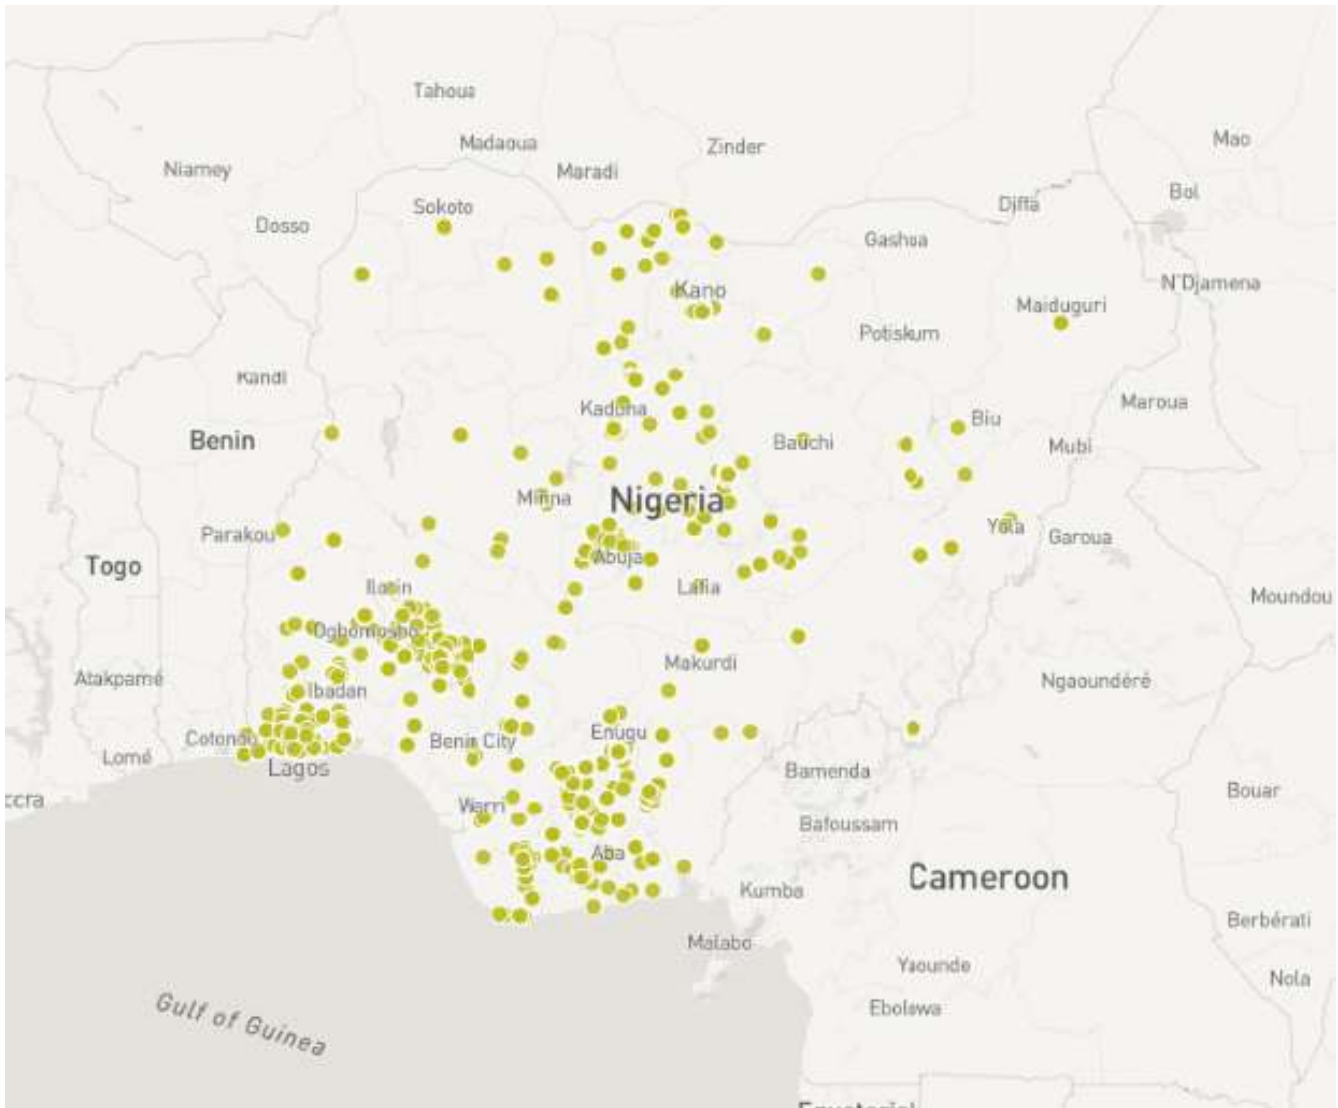 Tahoua
Mao
Madaoua
Zinder
Niamey
Maradi
Bol
Sokoto
Diffa
Dosso
Gashua
N'Djamena
Kano
Maiduguri
Potiskum
Kandi
Maroua
Kaduna
Biu
Benin
Bauchi
Mubi
Minna
Nigeria
Parakou
Yola
Garoua
Togo
Abuja
Ilorin
Lafia
Moundou
Ogbomosho
Makurdi
Atakpamé
Ngaoundéré
Ibadan
Cotonou
Benin City
Enugu
Lomé
Lagos
Bamenda
Bouar
ccra
Warri
Bafoussam
Aba
Cameroon
Kumba
Berbérati
Malabo
Yaounde
Nola
Gulf of Guinea
Ebolowa
Equatorial